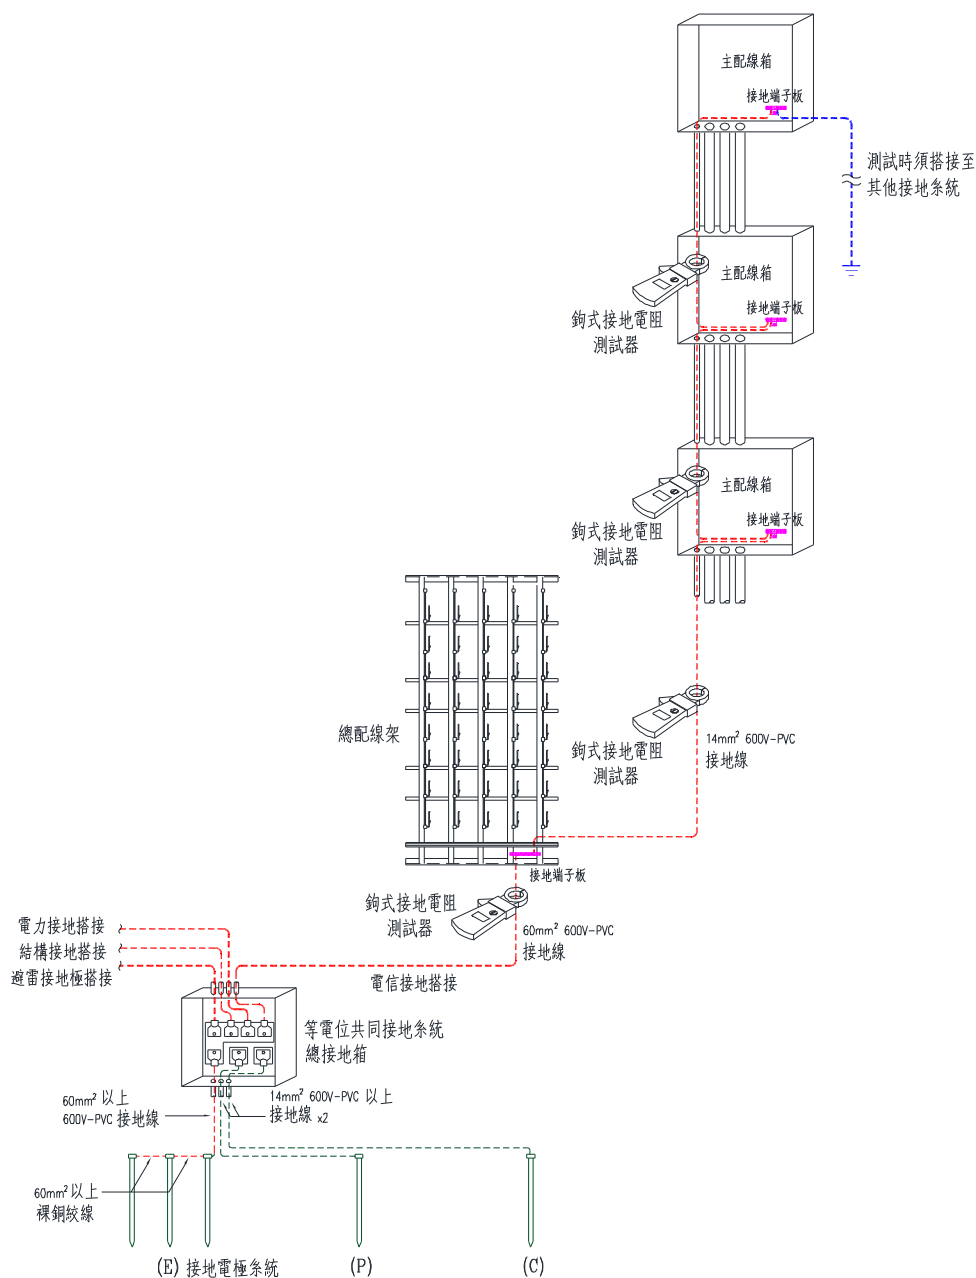 主配線箱
接地端子板
測試時須搭接至
其他接地系統
主配線箱
接地端子板
鉤式接地電阻
測試器
主配線箱
接地端子板
鉤式接地電阻
測試器
總配線架
鉤式接地電阻
測試器
14mm² 600V-PVC
接地線
接地端子板
鉤式接地電阻
測試器
60mm² 600V-PVC
接地線
電力接地搭接
結構接地搭接
避雷接地極搭接
電信接地搭接
等電位共同接地系統
總接地箱
60mm² 以上
600V-PVC 接地線
14mm² 600V-PVC 以上
接地線 x2
60mm² 以上
裸銅絞線
(E) 接地電極系統
(P)
(C)